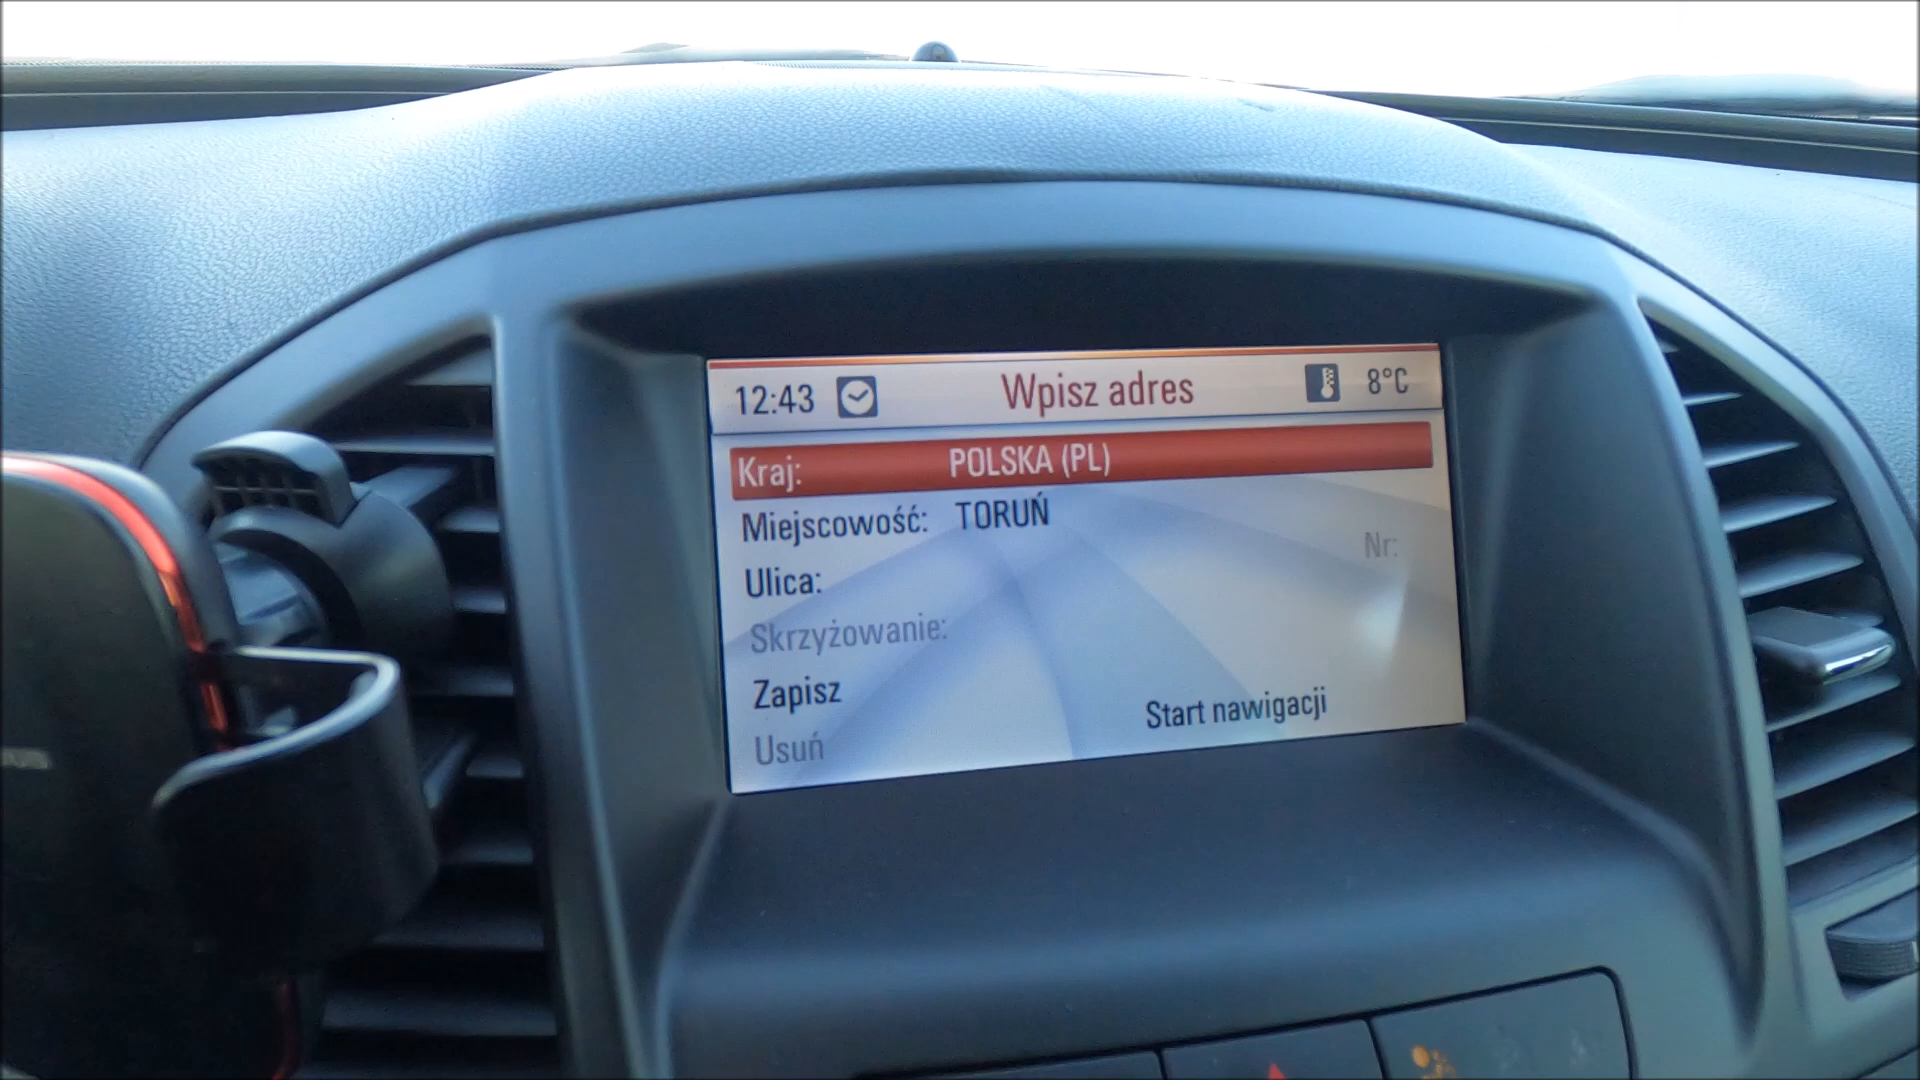 12:43 Wpisz adres 8°C
Kraj: POLSKA (PL)
Miejscowość: TORUŃ
Nr:
Ulica:
Skrzyżowanie:
Zapisz
Start nawigacji
Usuń